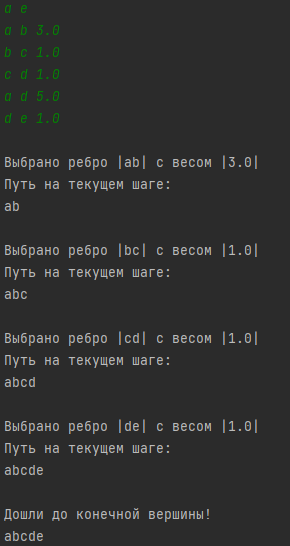 a e
a b 3.0
b c 1.0
c d 1.0
a d 5.0
d e 1.0
Выбрано ребро |ab| с весом |3.0|
Путь на текущем шаге:
ab
Выбрано ребро |bc| с весом |1.0|
Путь на текущем шаге:
abc
Выбрано ребро |cd| с весом |1.0|
Путь на текущем шаге:
abcd
Выбрано ребро |de| с весом |1.0|
Путь на текущем шаге:
abcde
Дошли до конечной вершины!
abcde